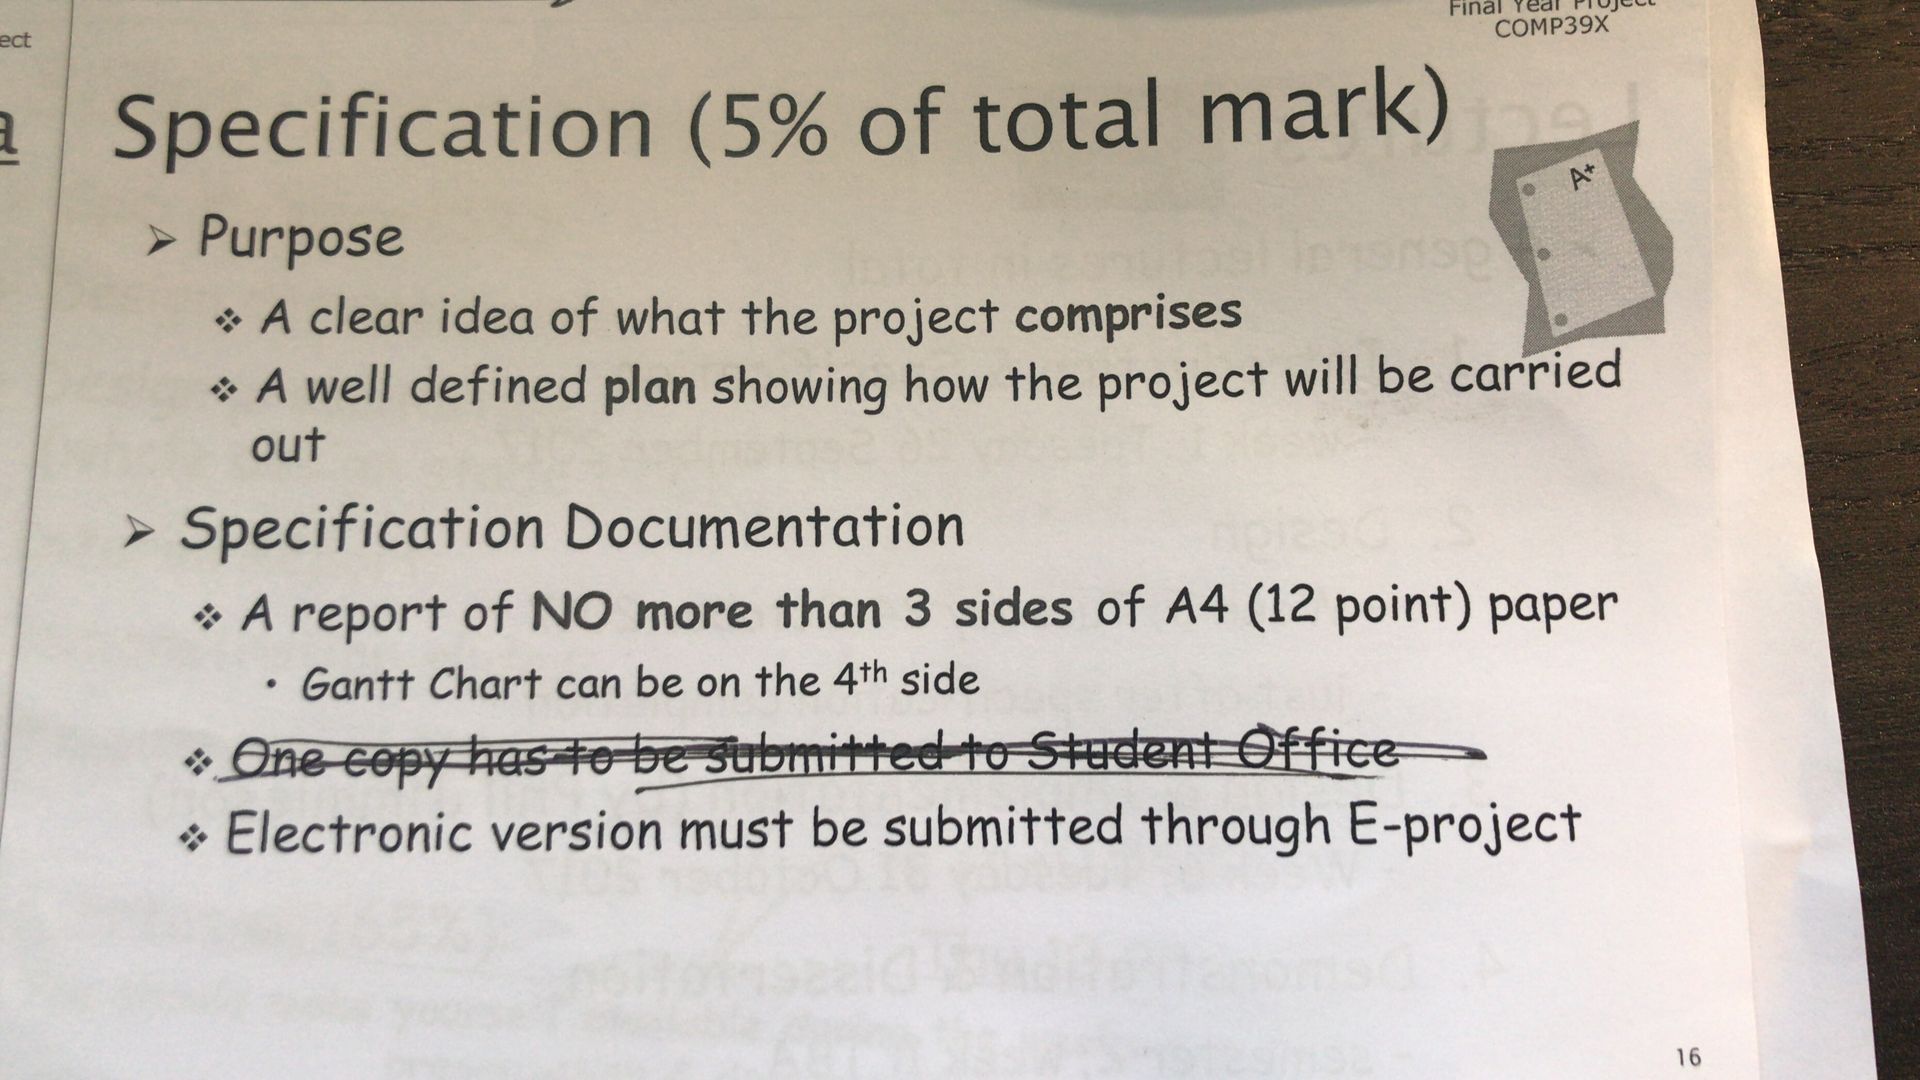 Final Year Project
COMP39X
ect
a
Specification (5% of total mark)
A+
➢ Purpose
❖ A clear idea of what the project comprises
❖ A well defined plan showing how the project will be carried
out
➢ Specification Documentation
❖ A report of NO more than 3 sides of A4 (12 point) paper
• Gantt Chart can be on the 4th side
❖ One copy has to be submitted to Student Office
❖ Electronic version must be submitted through E-project
16